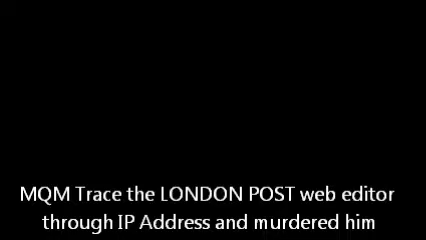 MQM Trace the LONDON POST web editor
through IP Address and murdered him